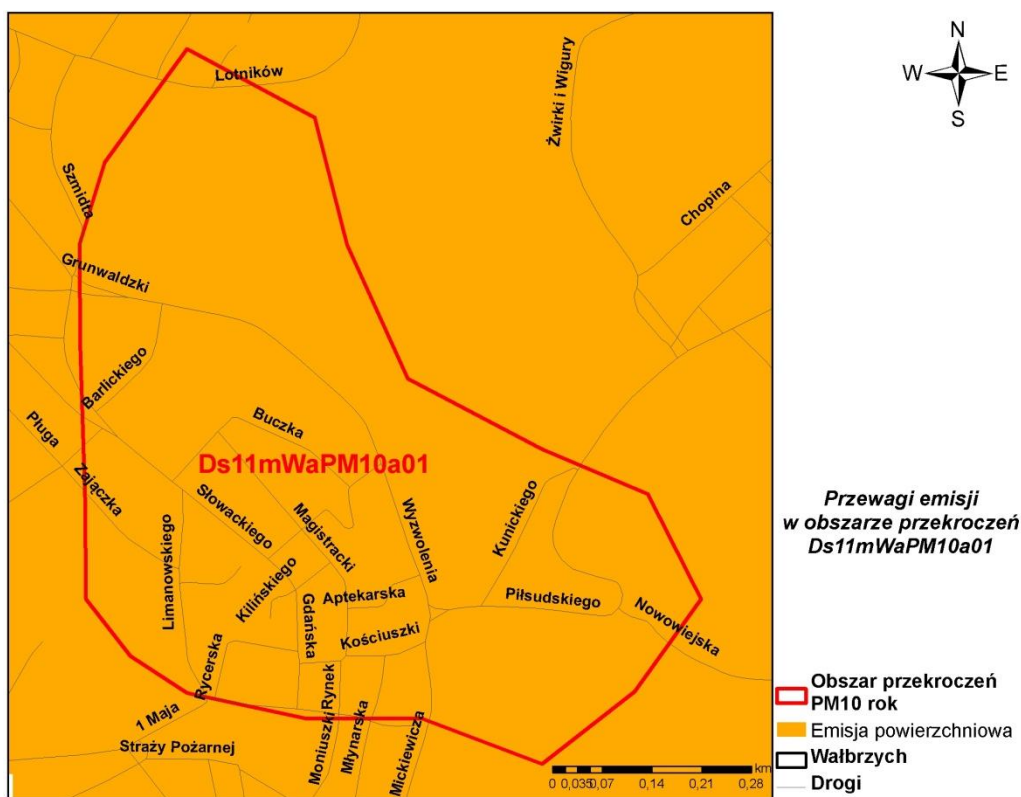 N
W E
S
Lotników
Żwirki i Wigury
Szmidta
Chopina
Grunwaldzki
Barlickiego
Buczka
Pługa
Ds11mWaPM10a01
Zajączka
Słowackiego
Magistracki
Wyzwolenia
Kunickiego
Przewagi emisji
w obszarze przekroczeń
Ds11mWaPM10a01
Limanowskiego
Kilińskiego
Gdańska
Aptekarska
Piłsudskiego
Nowowiejska
Kościuszki
Rycerska
Rynek
Moniuszki
Młynarska
Mickiewicza
1 Maja
Straży Pożarnej
Obszar przekroczeń
PM10 rok
Emisja powierzchniowa
Wałbrzych
Drogi
km
0 0,035 0,07 0,14 0,21 0,28